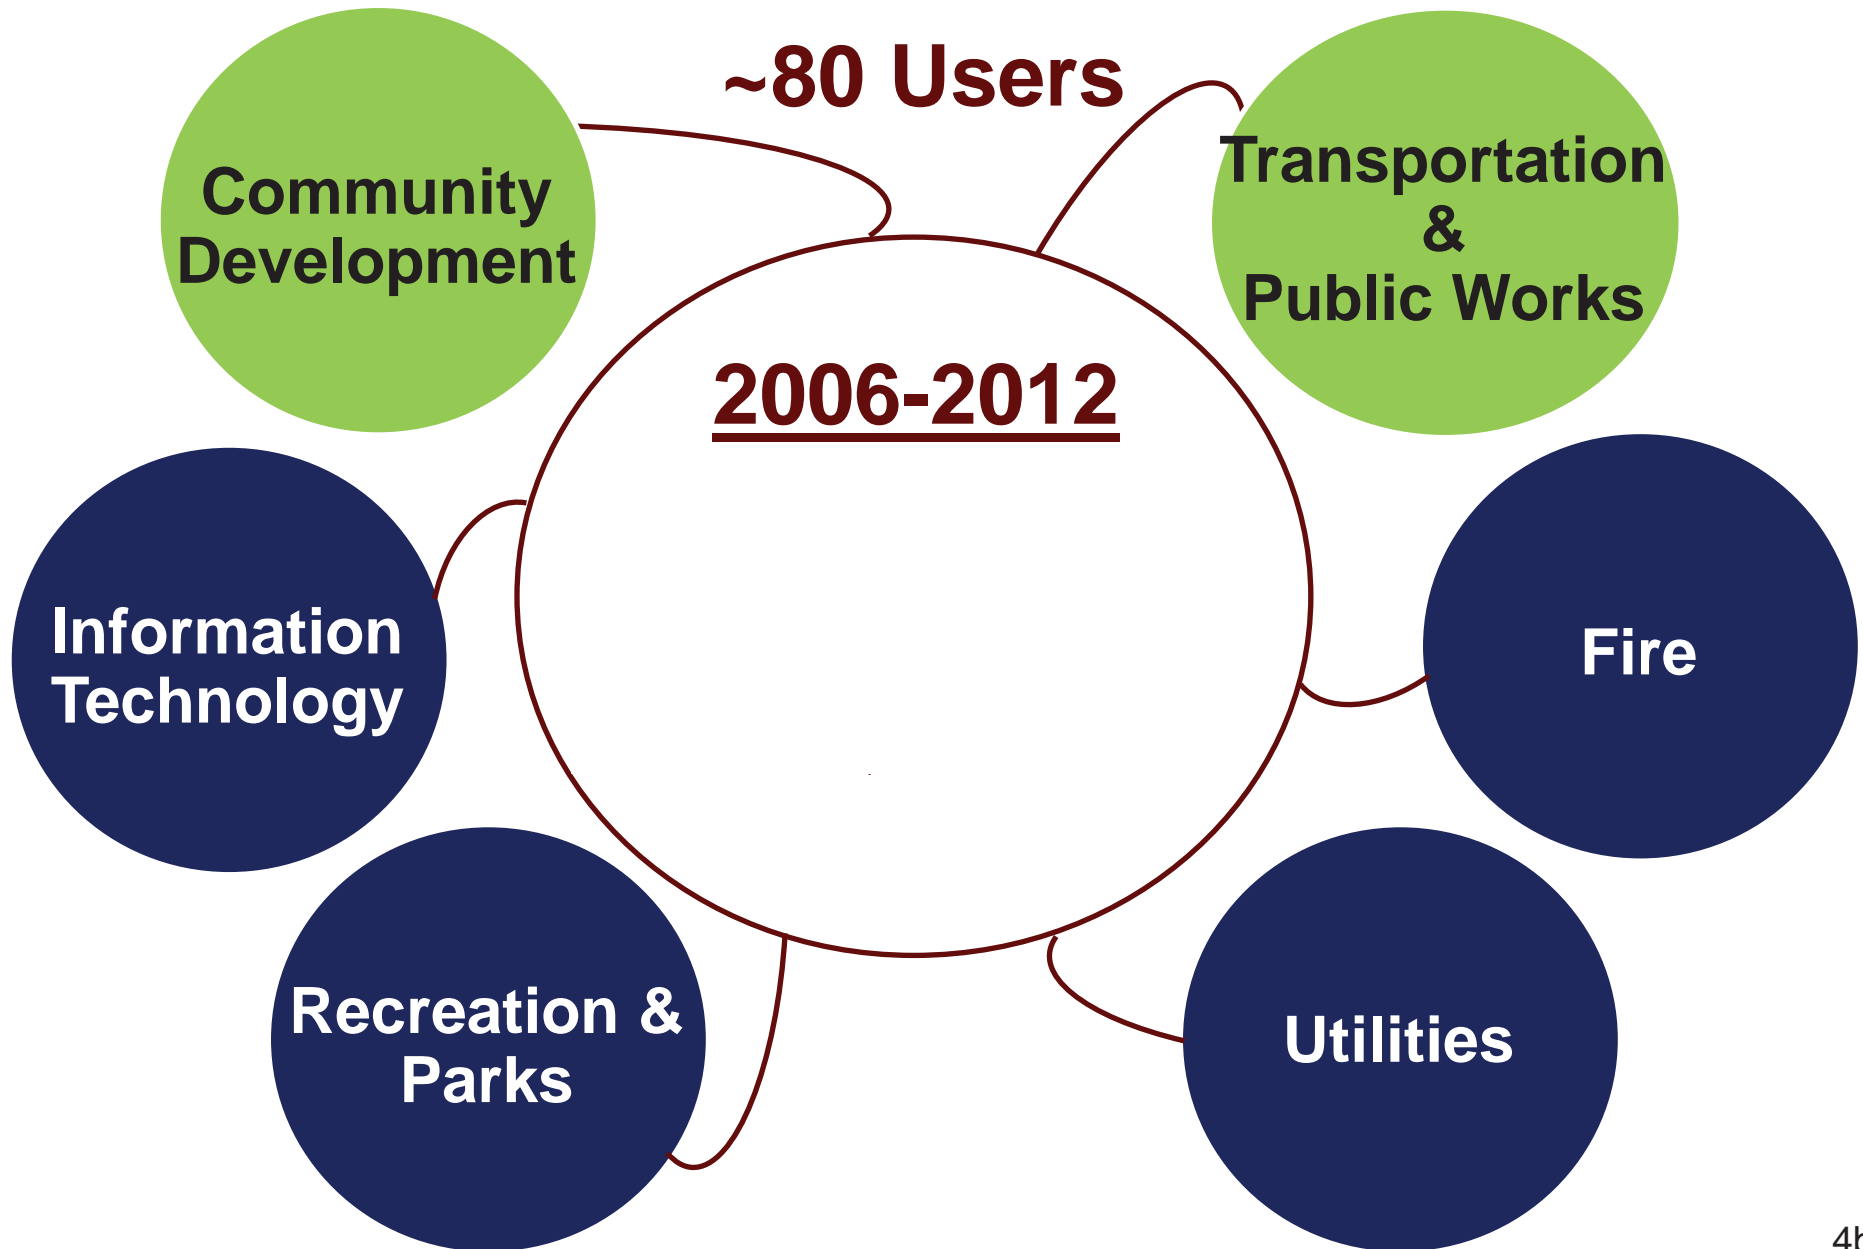 ~80 Users
Community
Development
Transportation
&
Public Works
2006-2012
Information
Technology
Fire
Recreation &
Parks
Utilities